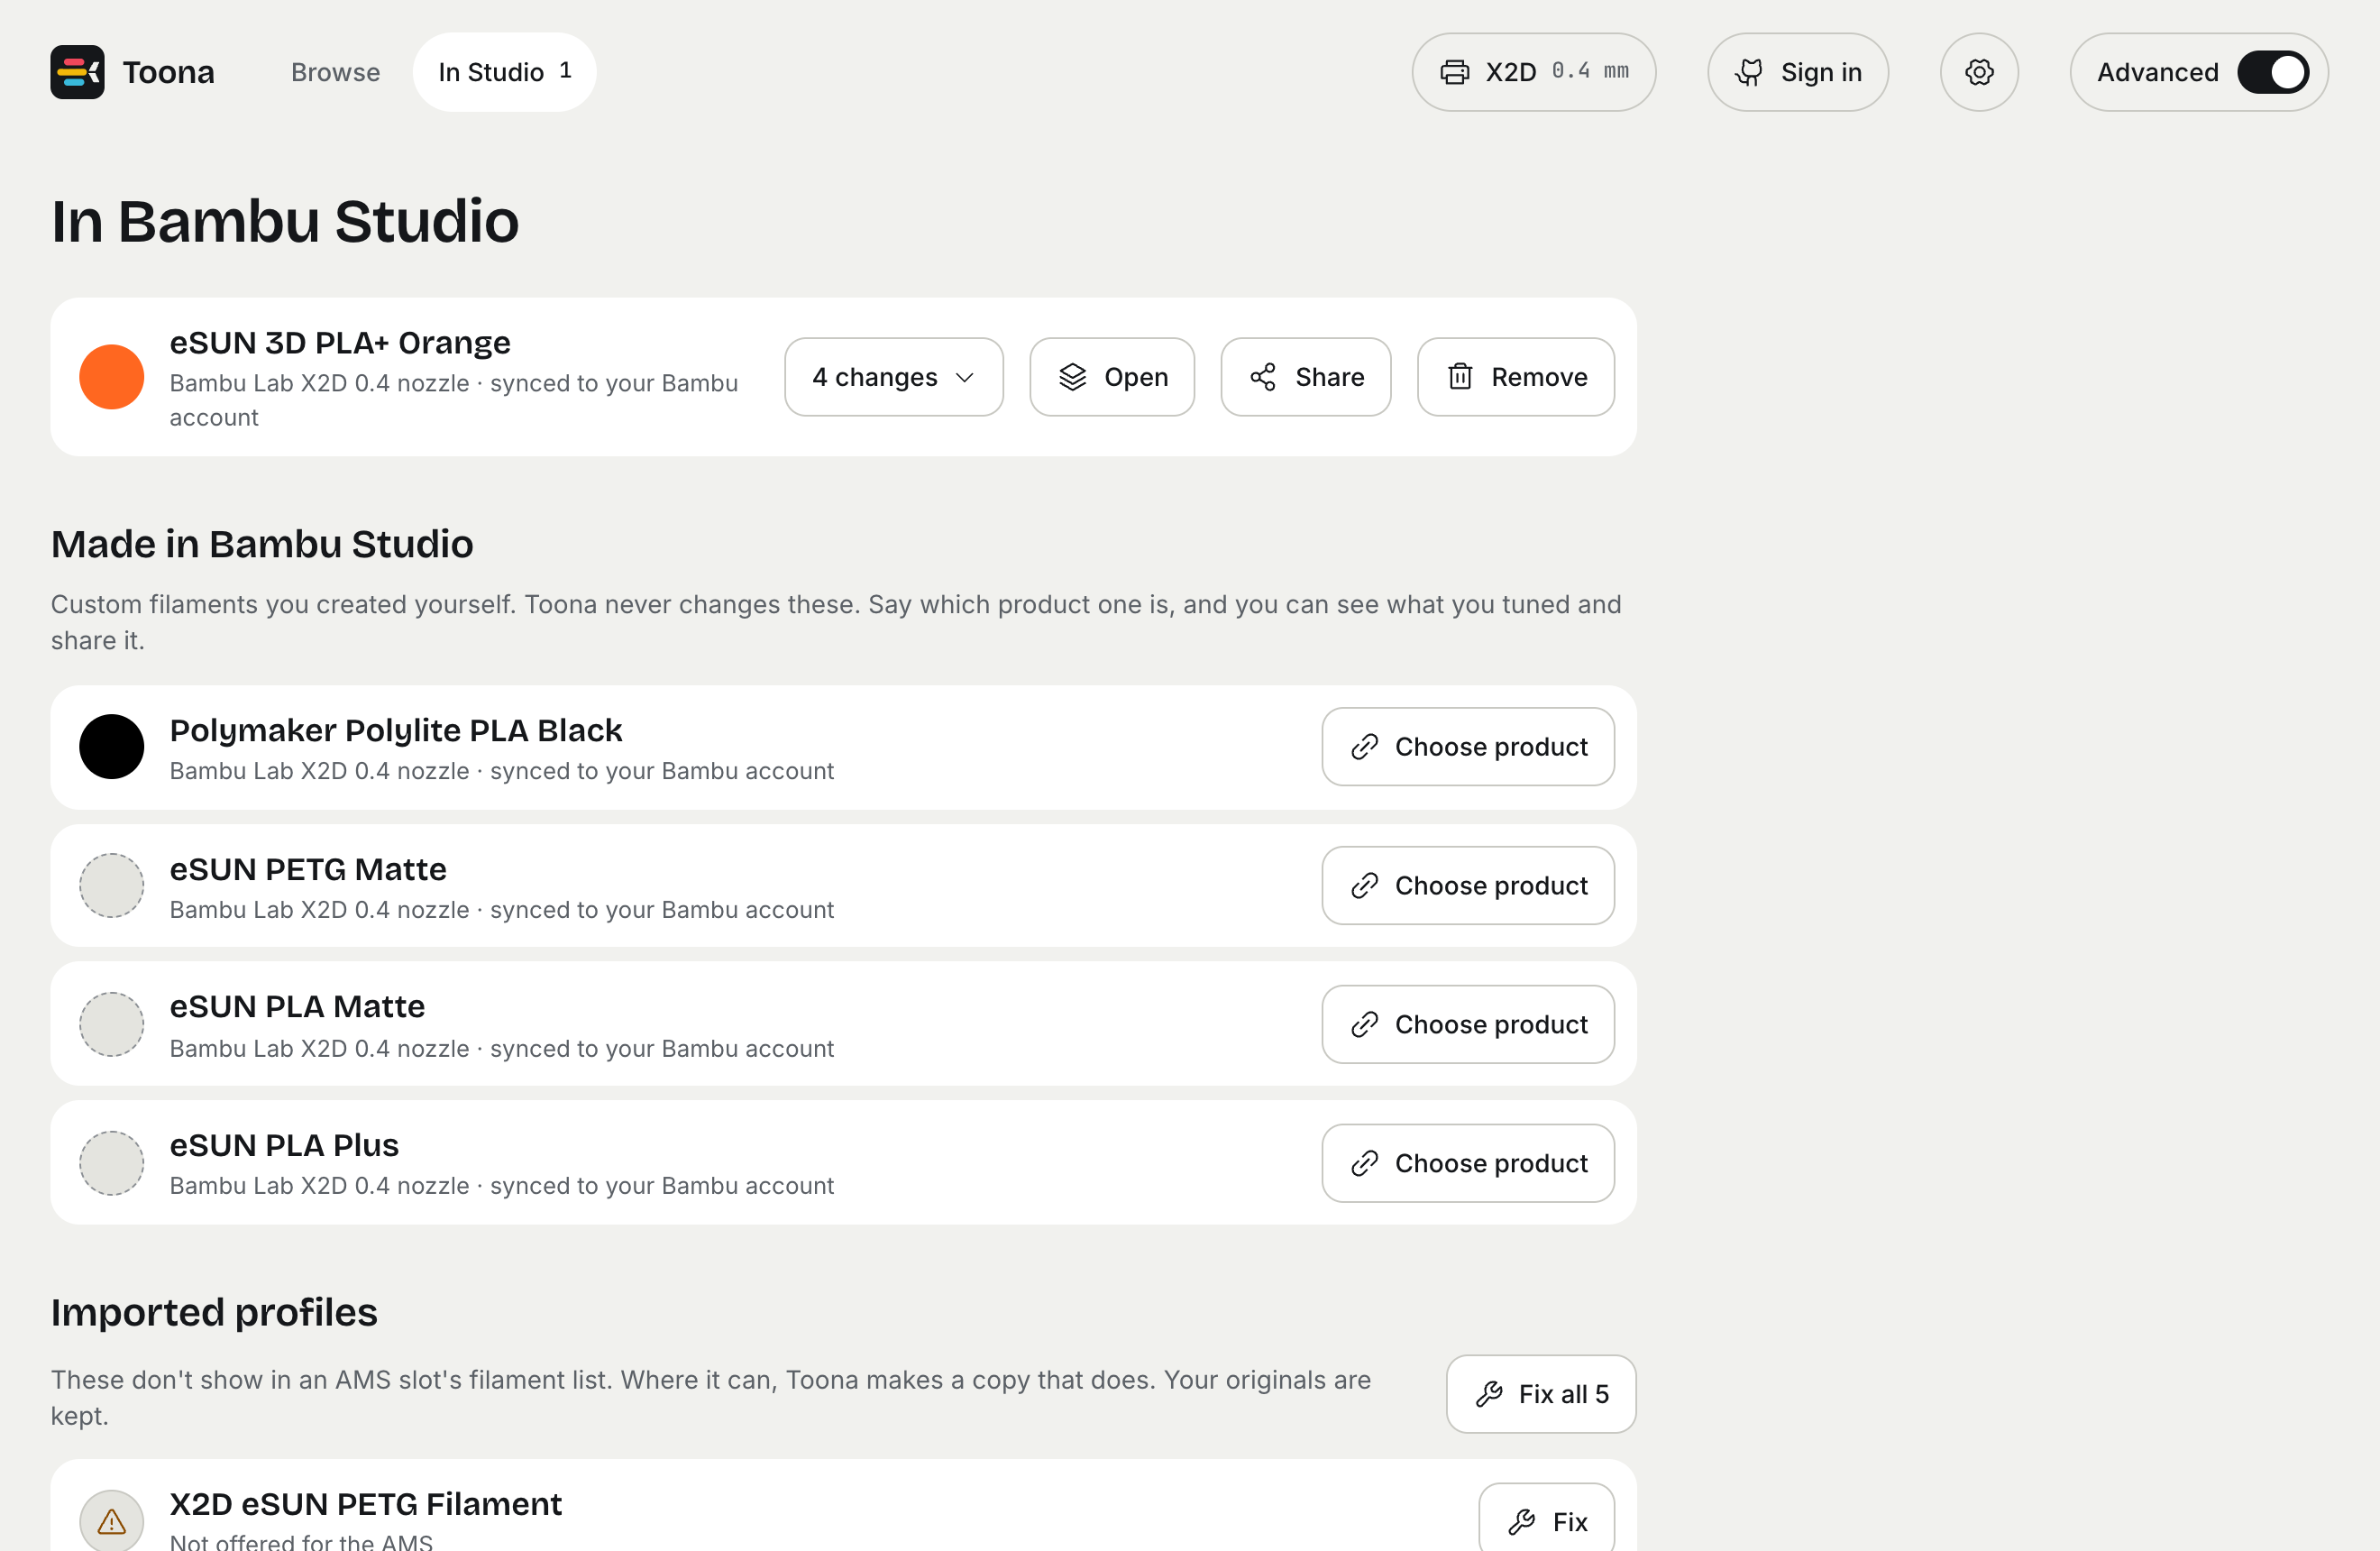 Toona
Browse
In Studio 1
X2D 0.4 mm
Sign in
Advanced
In Bambu Studio
eSUN 3D PLA+ Orange
Bambu Lab X2D 0.4 nozzle · synced to your Bambu
account
4 changes
Open
Share
Remove
Made in Bambu Studio
Custom filaments you created yourself. Toona never changes these. Say which product one is, and you can see what you tuned and
share it.
Polymaker Polylite PLA Black
Bambu Lab X2D 0.4 nozzle · synced to your Bambu account
Choose product
eSUN PETG Matte
Bambu Lab X2D 0.4 nozzle · synced to your Bambu account
Choose product
eSUN PLA Matte
Bambu Lab X2D 0.4 nozzle · synced to your Bambu account
Choose product
eSUN PLA Plus
Bambu Lab X2D 0.4 nozzle · synced to your Bambu account
Choose product
Imported profiles
These don't show in an AMS slot's filament list. Where it can, Toona makes a copy that does. Your originals are
kept.
Fix all 5
X2D eSUN PETG Filament
Not offered for the AMS
Fix